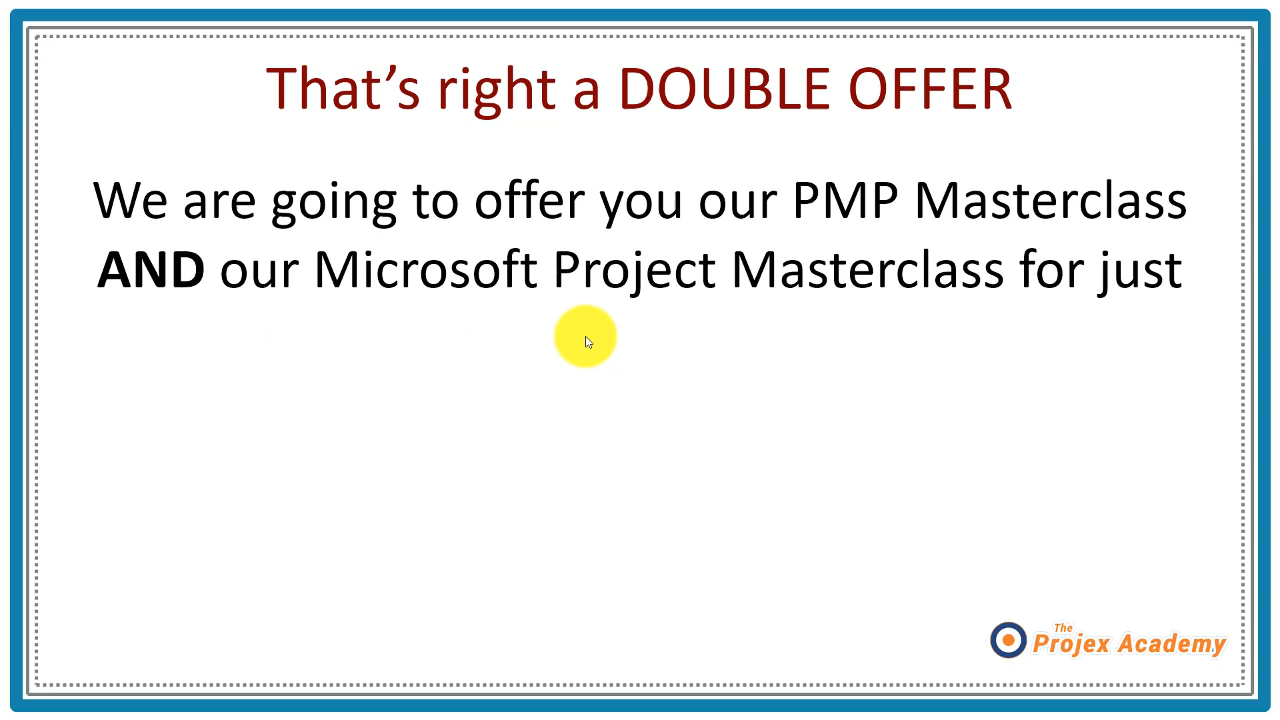 That’s right a DOUBLE OFFER
We are going to offer you our PMP Masterclass
AND our Microsoft Project Masterclass for just
The
Projex Academy